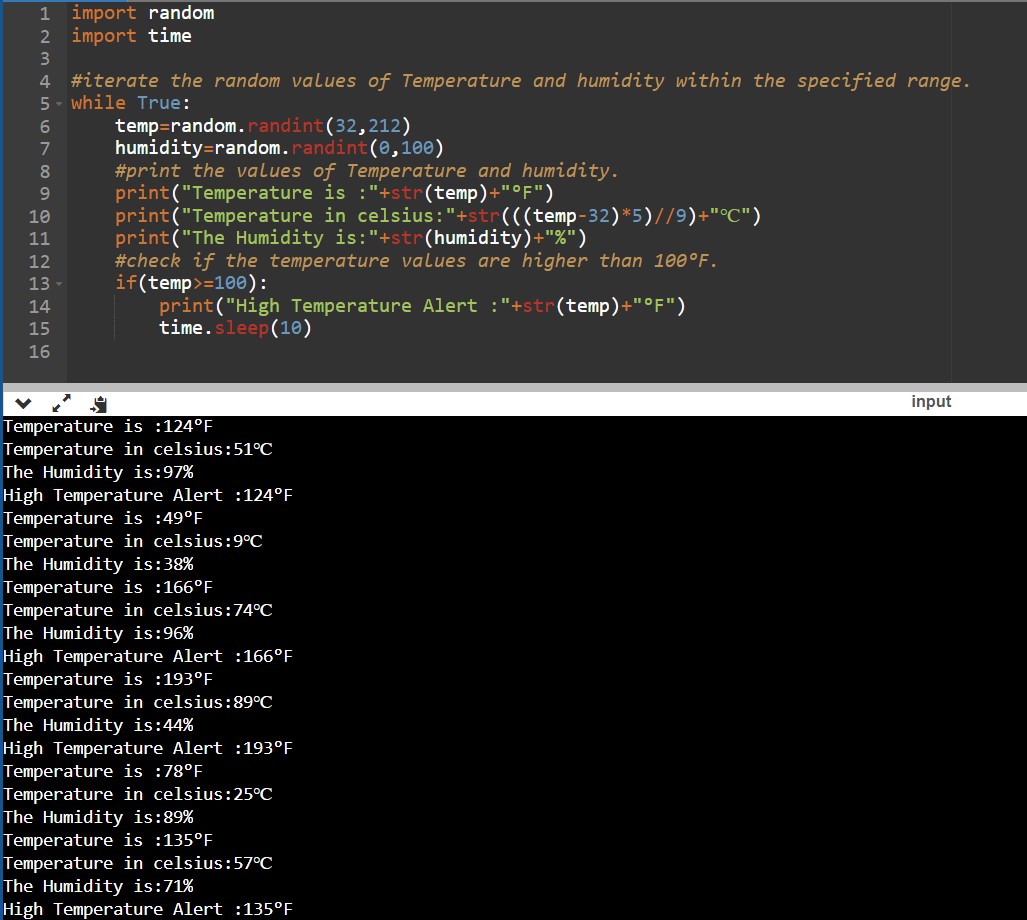 1 import random
2 import time
3
4 #iterate the random values of Temperature and humidity within the specified range.
5 while True:
6     temp=random.randint(32,212)
7     humidity=random.randint(0,100)
8     #print the values of Temperature and humidity.
9     print("Temperature is :"+str(temp)+"°F")
10     print("Temperature in celsius:"+str(((temp-32)*5)//9)+"℃")
11     print("The Humidity is:"+str(humidity)+"%")
12     #check if the temperature values are higher than 100°F.
13     if(temp>=100):
14         print("High Temperature Alert :"+str(temp)+"°F")
15         time.sleep(10)
16
input
Temperature is :124°F
Temperature in celsius:51℃
The Humidity is:97%
High Temperature Alert :124°F
Temperature is :49°F
Temperature in celsius:9℃
The Humidity is:38%
Temperature is :166°F
Temperature in celsius:74℃
The Humidity is:96%
High Temperature Alert :166°F
Temperature is :193°F
Temperature in celsius:89℃
The Humidity is:44%
High Temperature Alert :193°F
Temperature is :78°F
Temperature in celsius:25℃
The Humidity is:89%
Temperature is :135°F
Temperature in celsius:57℃
The Humidity is:71%
High Temperature Alert :135°F